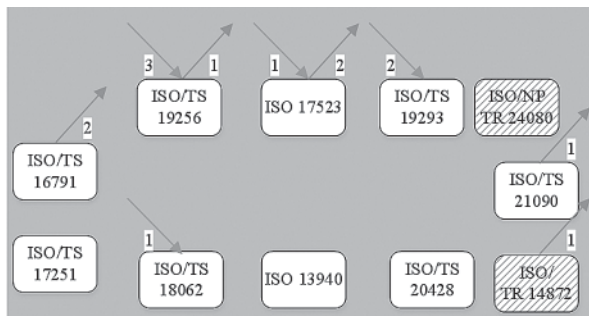 3
1
1
2
2
ISO/TS
19256
ISO 17523
ISO/TS
19293
ISO/NP
TR 24080
2
ISO/TS
16791
1
ISO/TS
21090
1
1
ISO/TS
17251
ISO/TS
18062
ISO 13940
ISO/TS
20428
ISO/
TR 14872